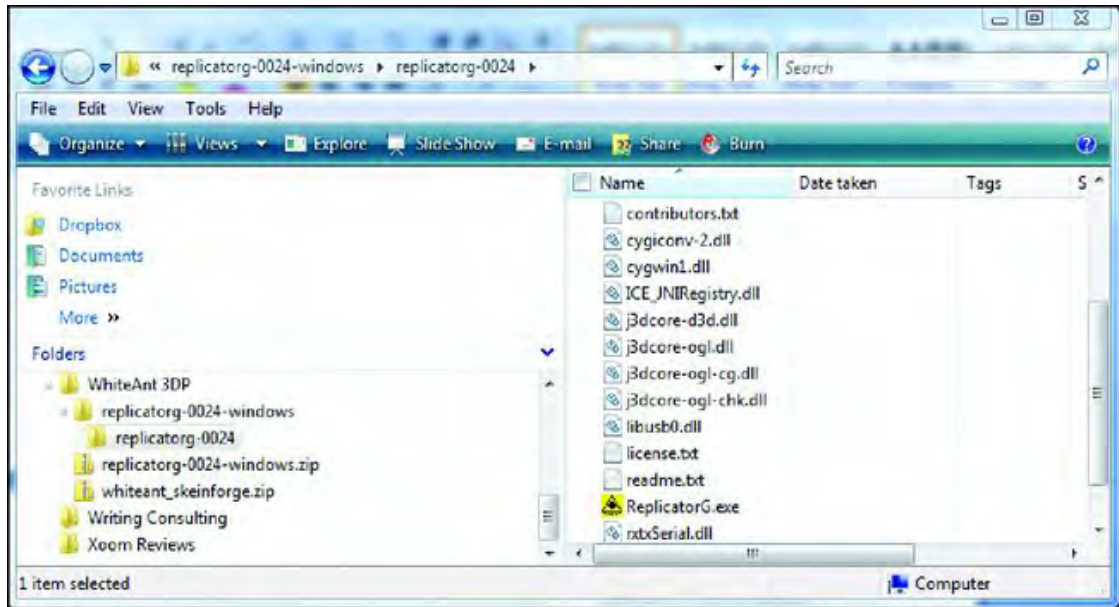 « replicatorg-0024-windows ▸ replicatorg-0024 ▸
Search
File Edit View Tools Help
Organize Views Explore Slide Show E-mail Share Burn
Favorite Links
Dropbox
Documents
Pictures
More »
Folders
WhiteAnt 3DP
replicatorg-0024-windows
replicatorg-0024
replicatorg-0024-windows.zip
whiteant_skeinforge.zip
Writing Consulting
Xoom Reviews
Name Date taken Tags S
contributors.txt
cygiconv-2.dll
cygwin1.dll
ICE_JNIRegistry.dll
j3dcore-d3d.dll
j3dcore-ogl.dll
j3dcore-ogl-cg.dll
j3dcore-ogl-chk.dll
libusb0.dll
license.txt
readme.txt
ReplicatorG.exe
rxtxSerial.dll
1 item selected
Computer